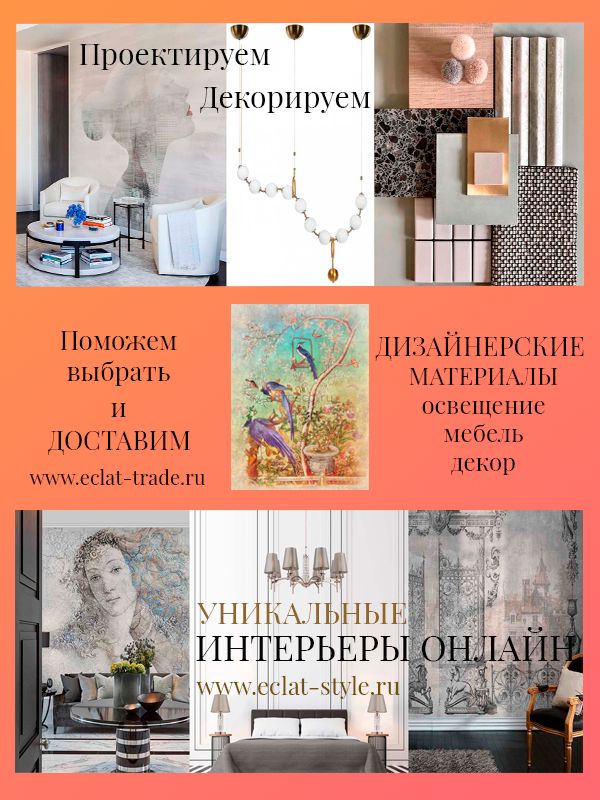 Проектируем
Декорируем
Поможем
выбрать
и
ДОСТАВИМ
www.eclat-trade.ru
ДИЗАЙНЕРСКИЕ
МАТЕРИАЛЫ
освещение
мебель
декор
УНИКАЛЬНЫЕ
ИНТЕРЬЕРЫ ОНЛАЙН
www.eclat-style.ru